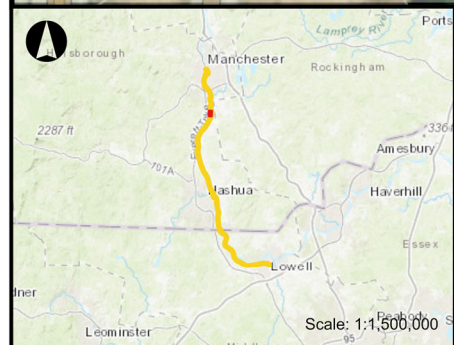 Lamprey River
Ports
Hillsborough
Manchester
Rockingham
2287 ft
336
Amesbury
101A
Nashua
Haverhill
Essex
Lowell
dner
Peabody
Scale: 1:1,500,000
95
Leominster